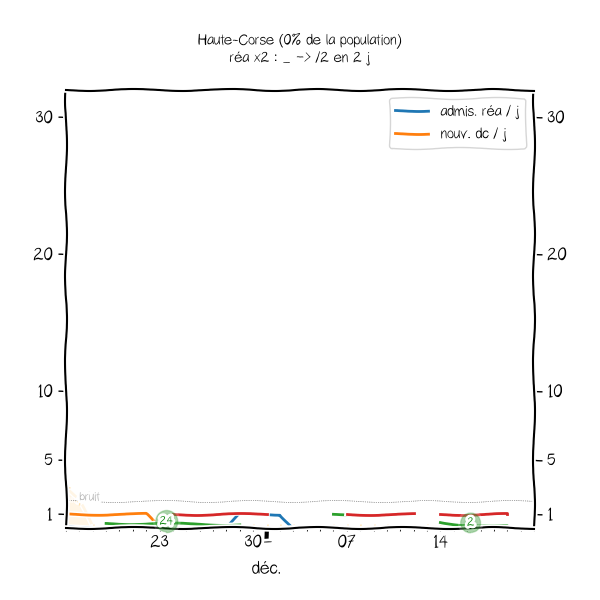 Haute-Corse (0% de la population)
réa x2 : _ -> /2 en 2 j
admis. réa / j
nouv. dc / j
30
30
20
20
10
10
5
5
... bruit
1
1
24
2
23
30
07
14
déc.